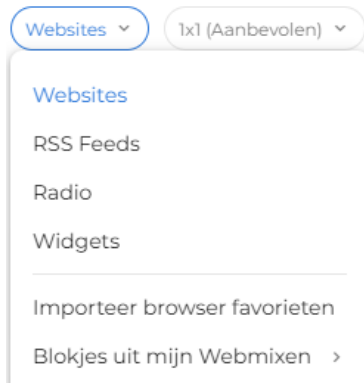 Websites 1x1 (Aanbevolen)
Websites
RSS Feeds
Radio
Widgets
Importeer browser favorieten
Blokjes uit mijn Webmixen